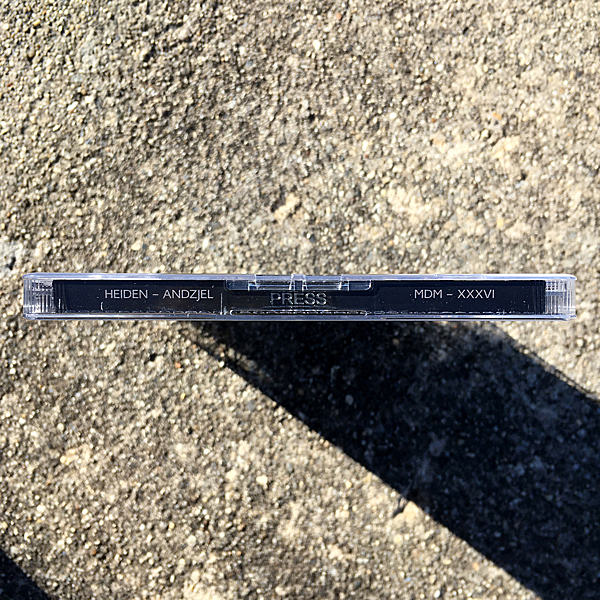 HEIDEN – ANDZJEL
PRESS
MDM – XXXVI